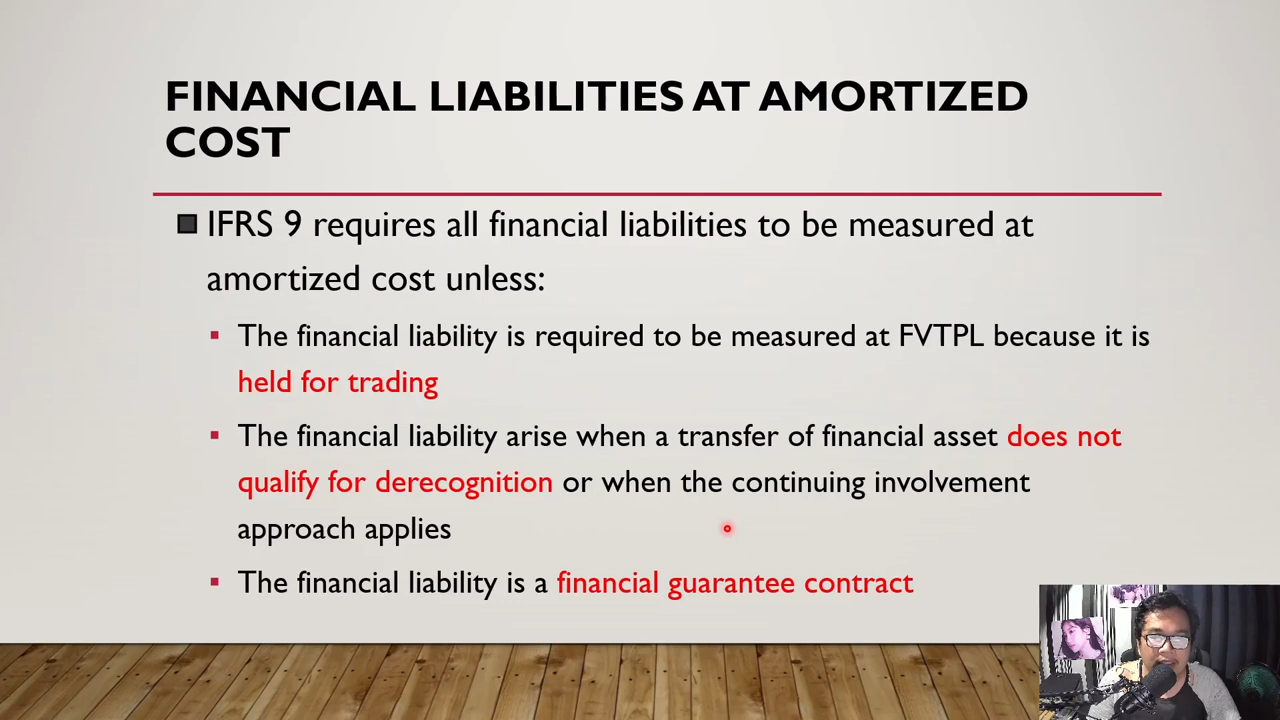 FINANCIAL LIABILITIES AT AMORTIZED
COST
IFRS 9 requires all financial liabilities to be measured at
amortized cost unless:
The financial liability is required to be measured at FVTPL because it is
held for trading
The financial liability arise when a transfer of financial asset does not
qualify for derecognition or when the continuing involvement
approach applies
The financial liability is a financial guarantee contract